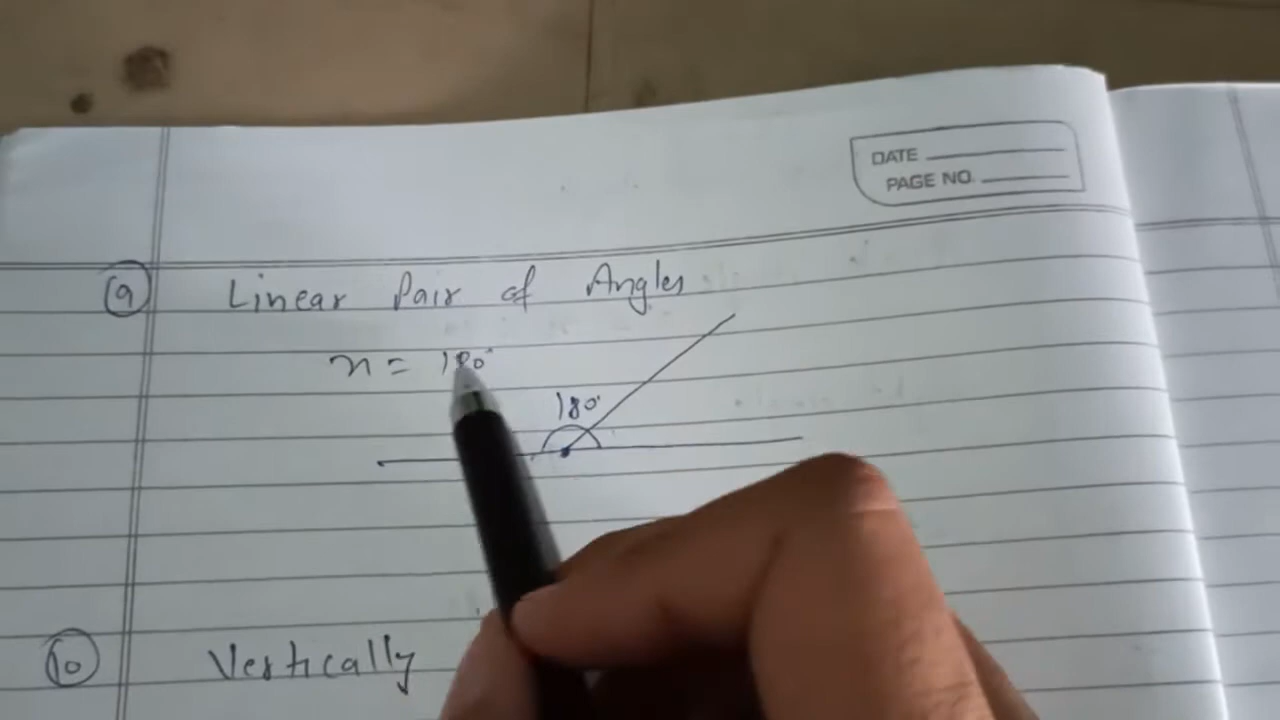 DATE
PAGE NO.
9 Linear Pair of Angles
x = 180°
180°
10 Vertically